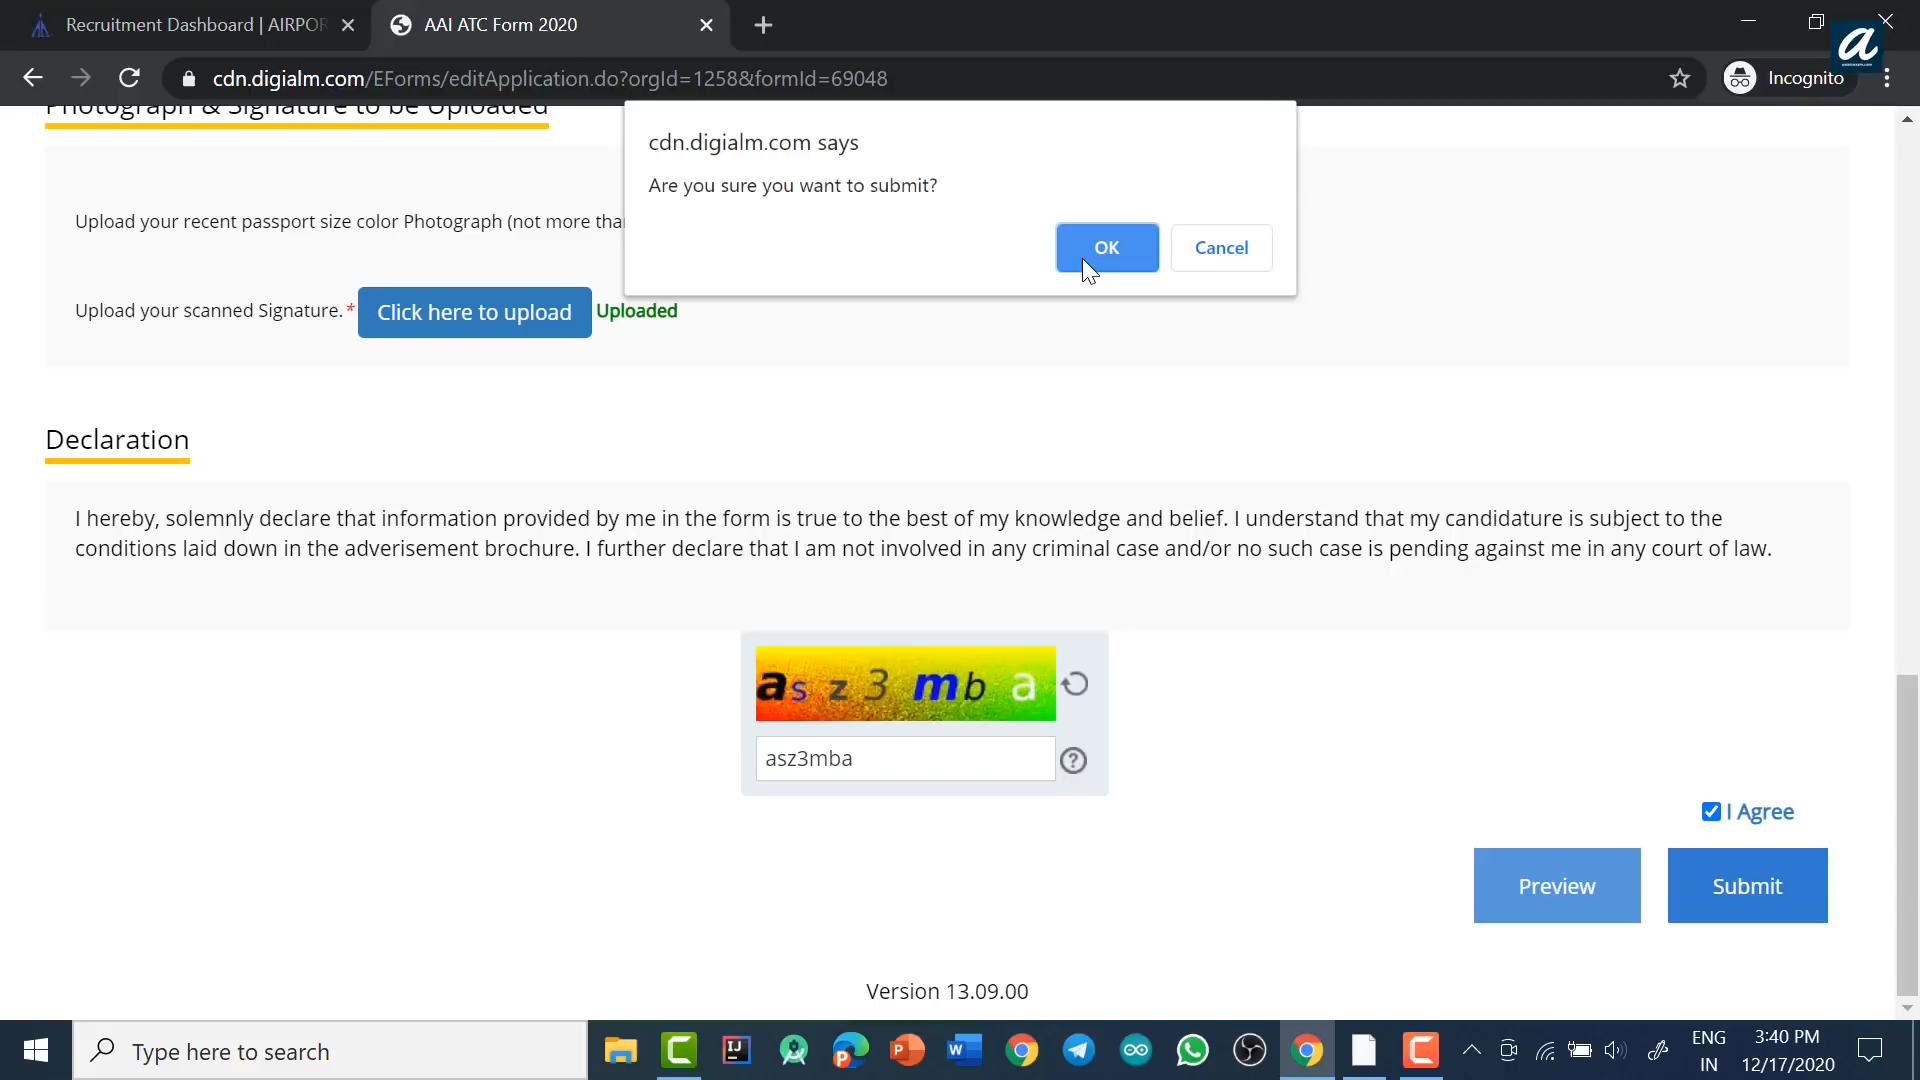 Recruitment Dashboard | AIRPOR
AAI ATC Form 2020
cdn.digialm.com/EForms/editApplication.do?orgId=1258&formId=69048
Incognito
Photograph & Signature to be Uploaded
cdn.digialm.com says
Are you sure you want to submit?
OK
Cancel
Upload your recent passport size color Photograph (not more tha
Upload your scanned Signature. *
Click here to upload
Uploaded
Declaration
I hereby, solemnly declare that information provided by me in the form is true to the best of my knowledge and belief. I understand that my candidature is subject to the
conditions laid down in the adverisement brochure. I further declare that I am not involved in any criminal case and/or no such case is pending against me in any court of law.
as z 3 mb a
asz3mba
I Agree
Preview
Submit
Version 13.09.00
Type here to search
ENG
IN
3:40 PM
12/17/2020